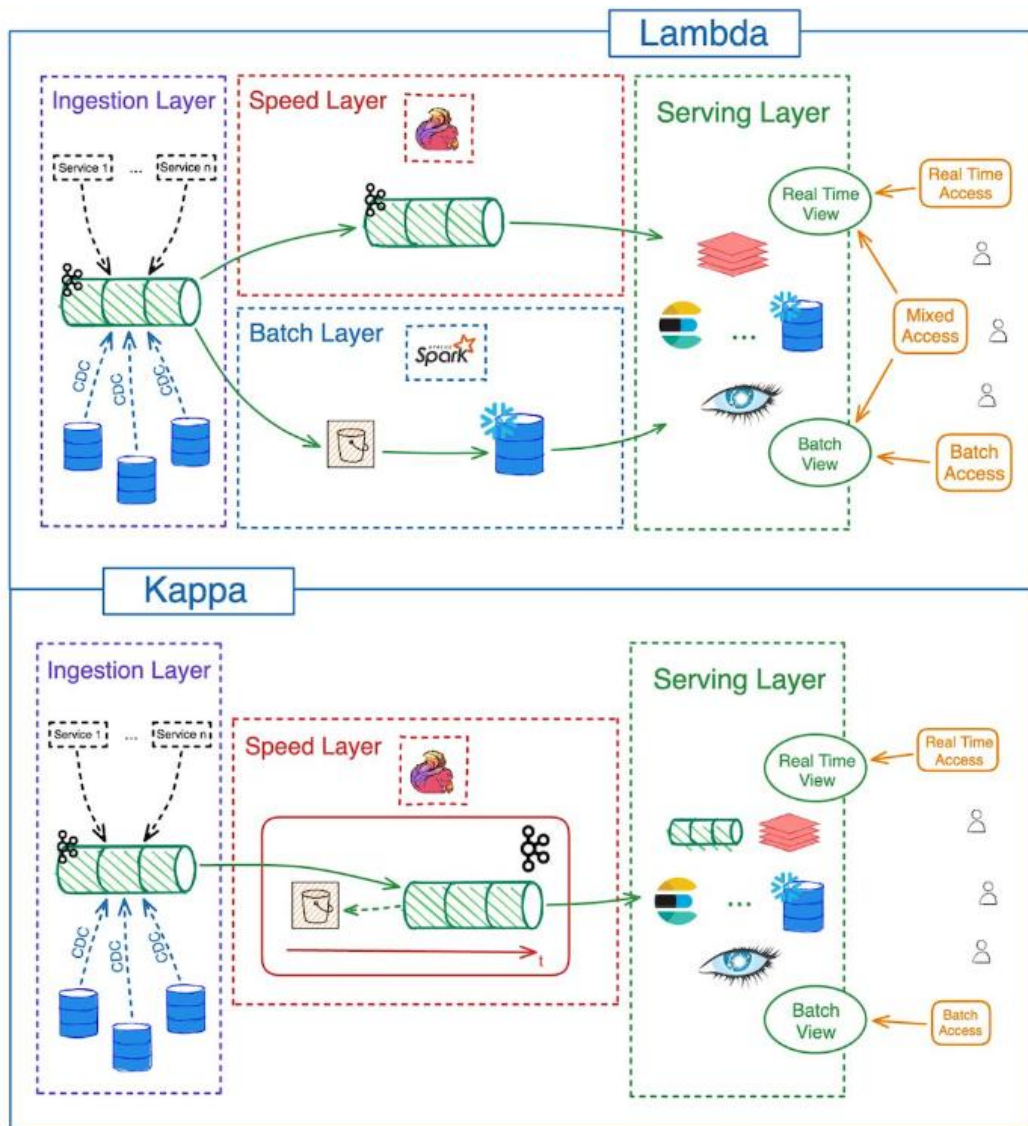 Lambda
Ingestion Layer
Speed Layer
Serving Layer
Service 1
...
Service n
Real Time
View
Real Time
Access
CDC
CDC
CDC
Batch Layer
APACHE
Spark
...
Mixed
Access
Batch
View
Batch
Access
Kappa
Ingestion Layer
Speed Layer
Serving Layer
Service 1
...
Service n
Real Time
View
Real Time
Access
CDC
CDC
CDC
t
...
Batch
View
Batch
Access